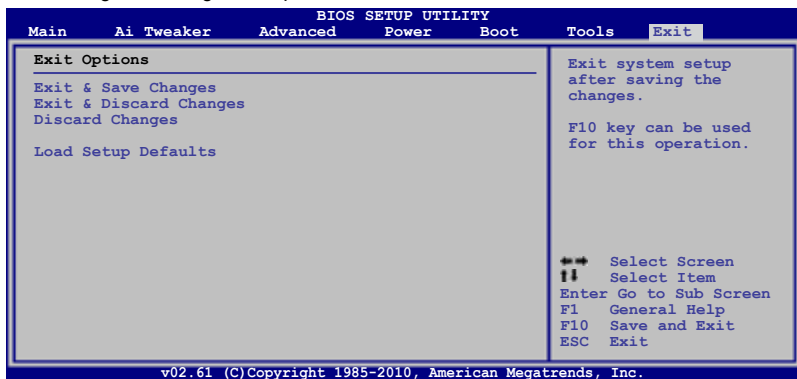 BIOS SETUP UTILITY
Main Ai Tweaker Advanced Power Boot Tools Exit
Exit Options
Exit & Save Changes
Exit & Discard Changes
Discard Changes
Load Setup Defaults
Exit system setup
after saving the
changes.
F10 key can be used
for this operation.
←→ Select Screen
↑↓ Select Item
Enter Go to Sub Screen
F1 General Help
F10 Save and Exit
ESC Exit
v02.61 (C)Copyright 1985-2010, American Megatrends, Inc.